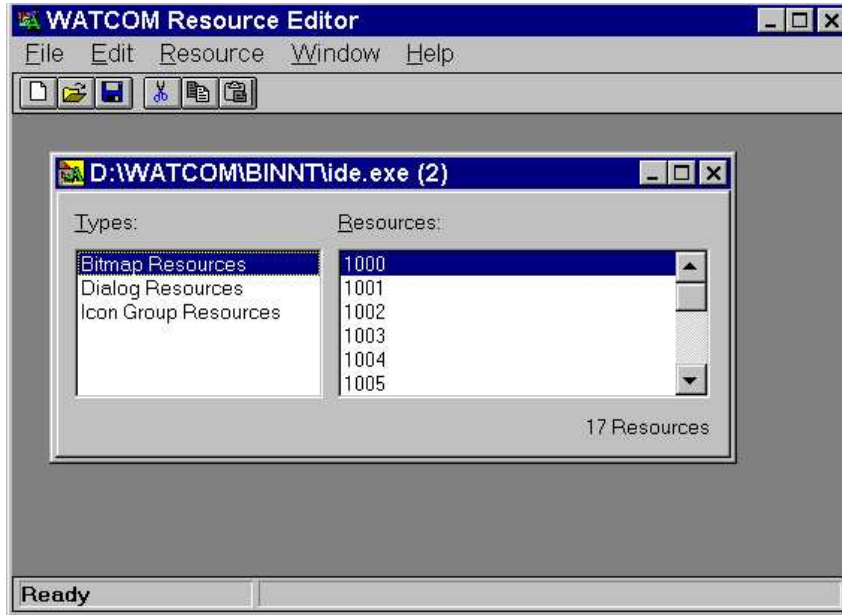 WATCOM Resource Editor
File Edit Resource Window Help
D:\WATCOM\BINNT\ide.exe (2)
Types: Resources:
Bitmap Resources
Dialog Resources
Icon Group Resources
1000
1001
1002
1003
1004
1005
17 Resources
Ready